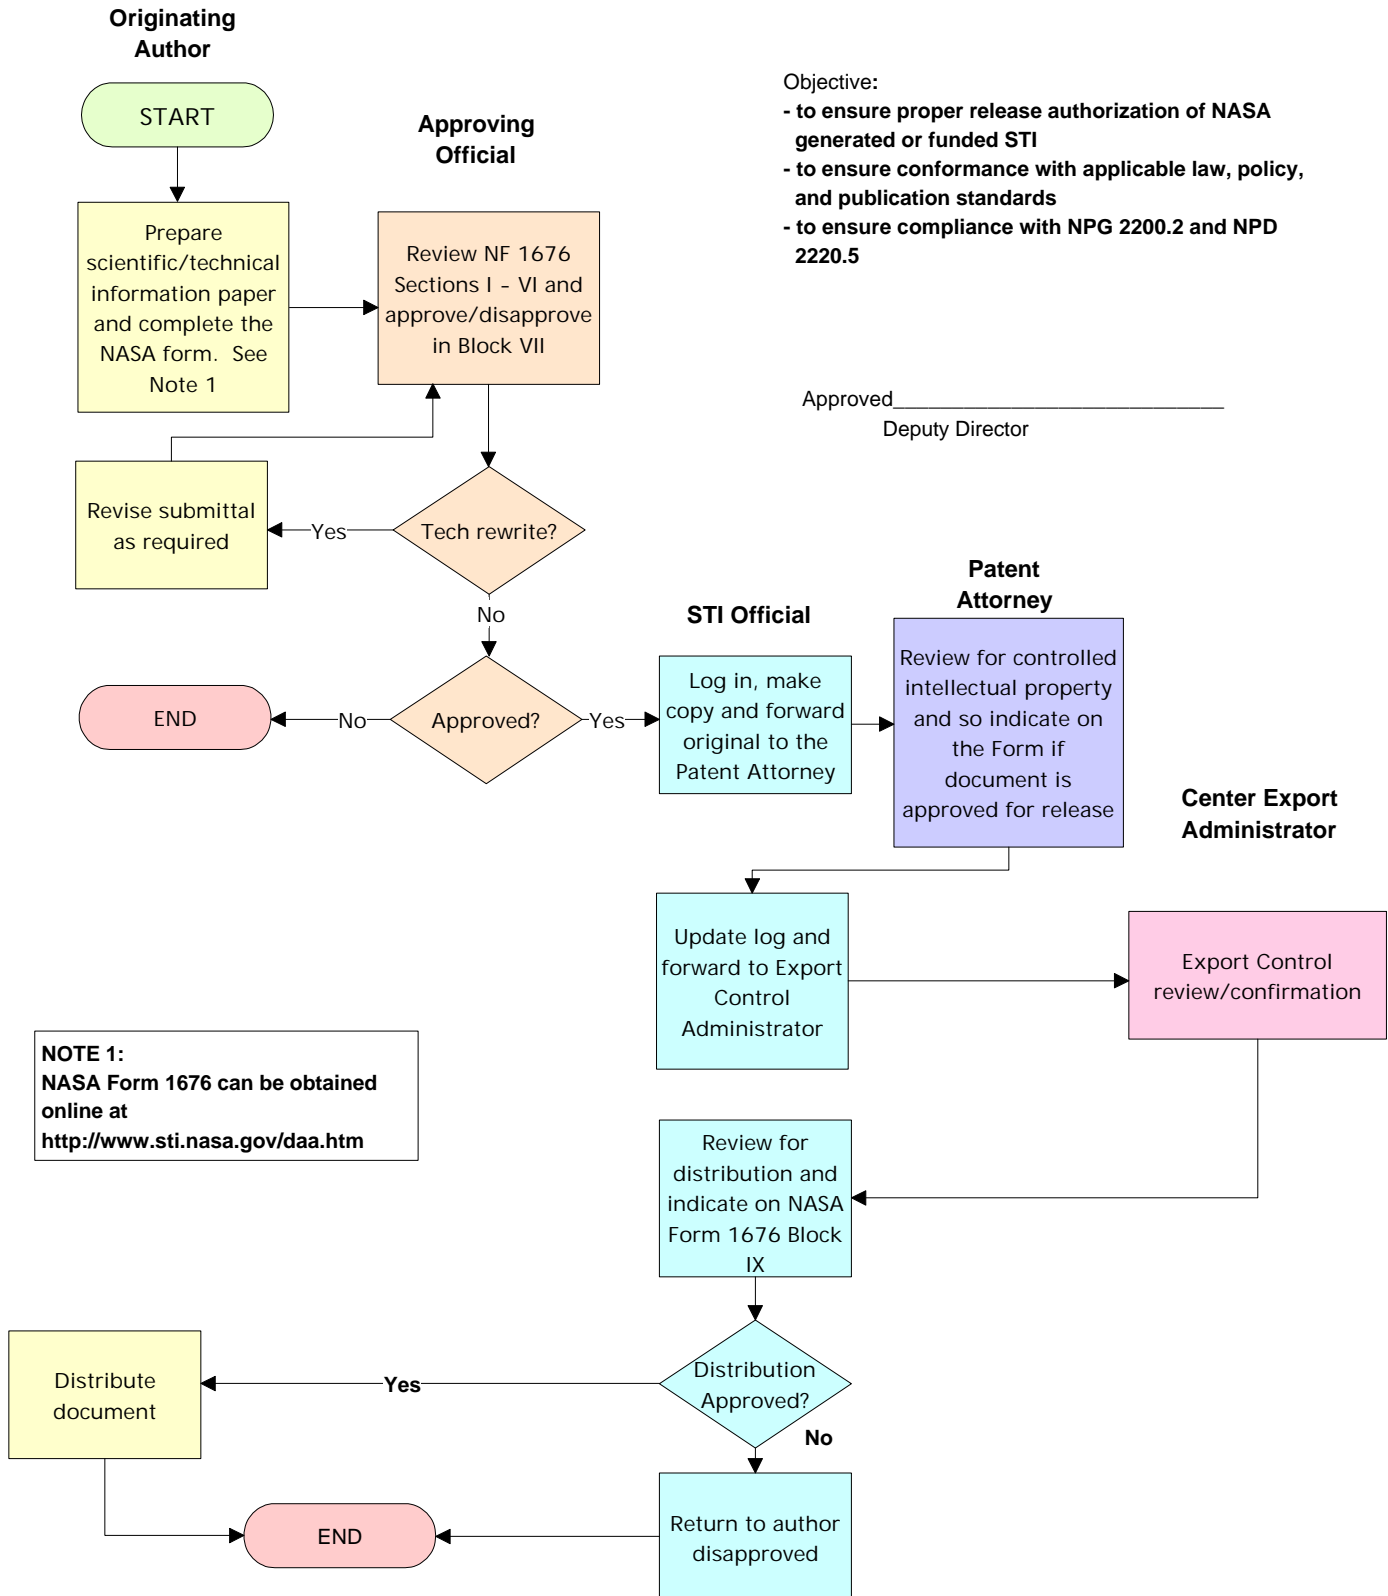 Originating
Author
START
Approving
Official
Objective:
- to ensure proper release authorization of NASA
generated or funded STI
- to ensure conformance with applicable law, policy,
and publication standards
- to ensure compliance with NPG 2200.2 and NPD
2220.5
Prepare
scientific/technical
information paper
and complete the
NASA form. See
Note 1
Review NF 1676
Sections I - VI and
approve/disapprove
in Block VII
Approved____________________________
Deputy Director
Revise submittal
as required
Yes
Tech rewrite?
No
END
No
Approved?
Yes
STI Official
Log in, make
copy and forward
original to the
Patent Attorney
Patent
Attorney
Review for controlled
intellectual property
and so indicate on
the Form if
document is
approved for release
Center Export
Administrator
Update log and
forward to Export
Control
Administrator
Export Control
review/confirmation
NOTE 1:
NASA Form 1676 can be obtained
online at
http://www.sti.nasa.gov/daa.htm
Review for
distribution and
indicate on NASA
Form 1676 Block
IX
Distribution
Approved?
Yes
Distribute
document
No
Return to author
disapproved
END